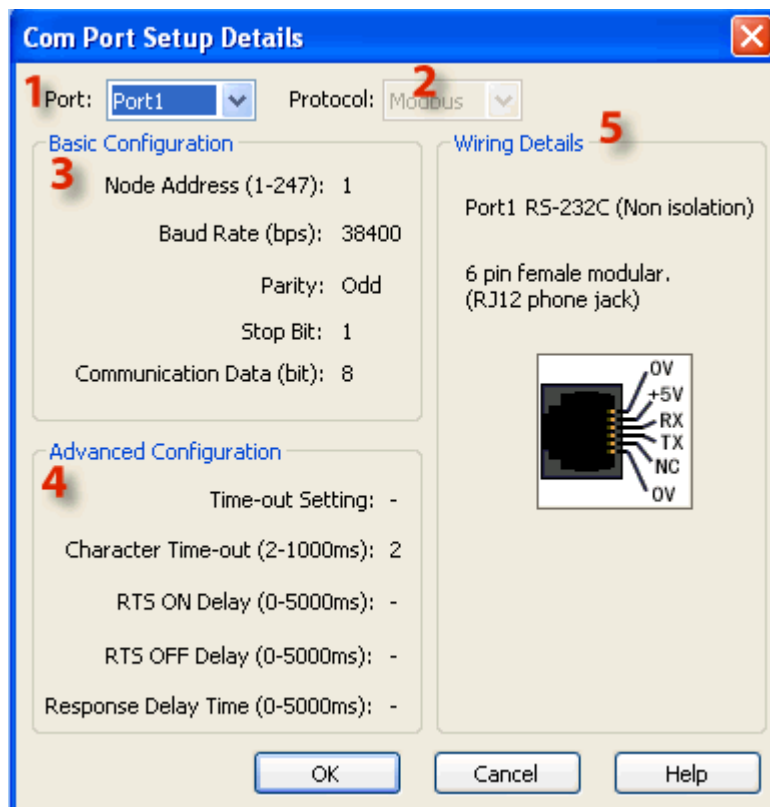 Com Port Setup Details
1 Port: Port1 Protocol: 2 Modbus
Basic Configuration
3
Node Address (1-247): 1
Baud Rate (bps): 38400
Parity: Odd
Stop Bit: 1
Communication Data (bit): 8
Advanced Configuration
4
Time-out Setting: -
Character Time-out (2-1000ms): 2
RTS ON Delay (0-5000ms): -
RTS OFF Delay (0-5000ms): -
Response Delay Time (0-5000ms): -
Wiring Details 5
Port1 RS-232C (Non isolation)
6 pin female modular.
(RJ12 phone jack)
0V
+5V
RX
TX
NC
0V
OK Cancel Help